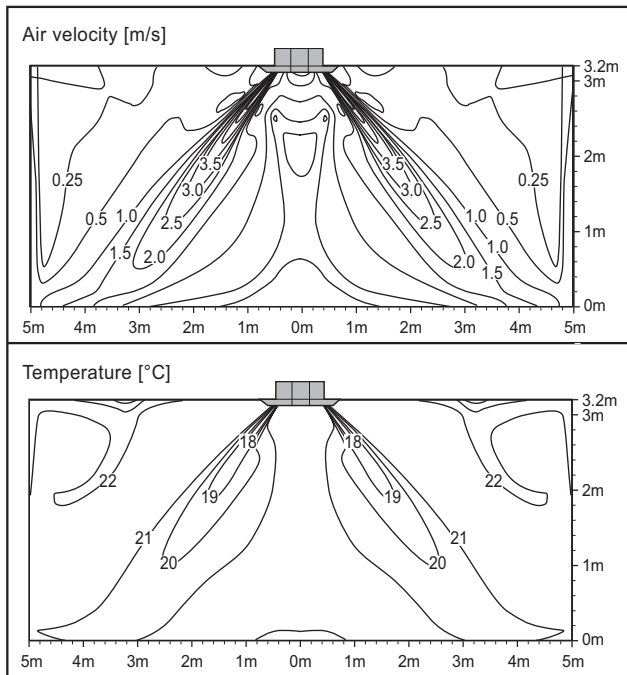 Air velocity [m/s]
3.2m
3m
3.5 3.5
2m
0.25 3.0 3.0 0.25
0.5 1.0 2.5 2.5 1.0 0.5
1m
1.5 2.0 2.0 1.5
0m
5m 4m 3m 2m 1m 0m 1m 2m 3m 4m 5m
Temperature [°C]
3.2m
3m
18 18
22 19 19 22
2m
21 21
20 20
1m
0m
5m 4m 3m 2m 1m 0m 1m 2m 3m 4m 5m